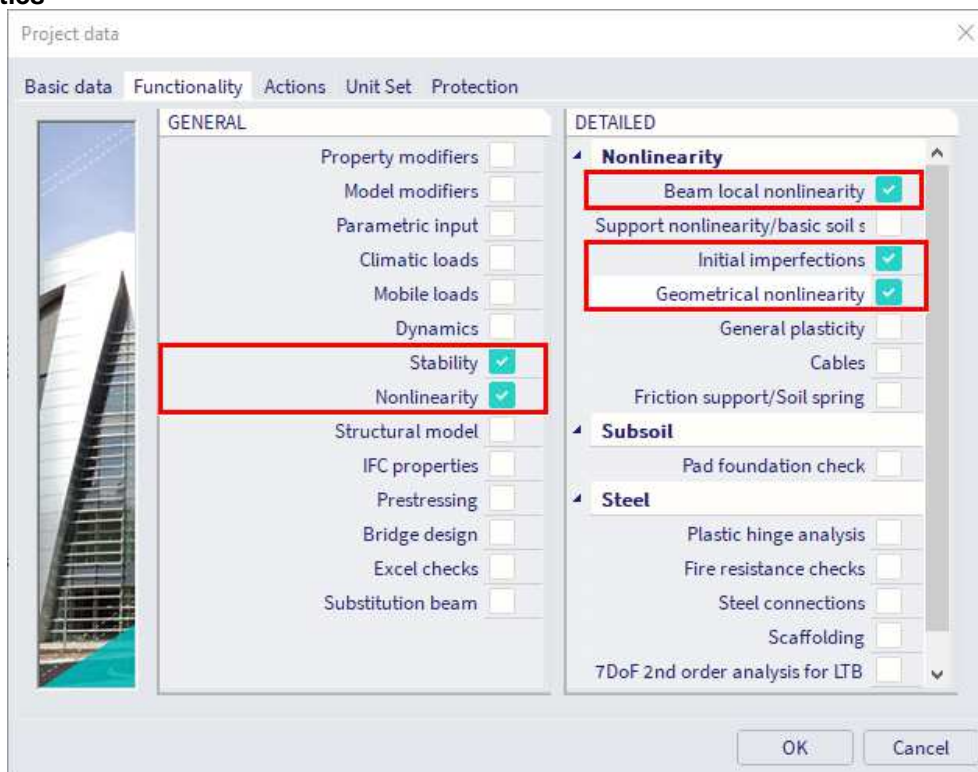 Project data
Basic data Functionality Actions Unit Set Protection
GENERAL
Property modifiers
Model modifiers
Parametric input
Climatic loads
Mobile loads
Dynamics
Stability
Nonlinearity
Structural model
IFC properties
Prestressing
Bridge design
Excel checks
Substitution beam
DETAILED
Nonlinearity
Beam local nonlinearity
Support nonlinearity/basic soil s
Initial imperfections
Geometrical nonlinearity
General plasticity
Cables
Friction support/Soil spring
Subsoil
Pad foundation check
Steel
Plastic hinge analysis
Fire resistance checks
Steel connections
Scaffolding
7DoF 2nd order analysis for LTB
OK Cancel